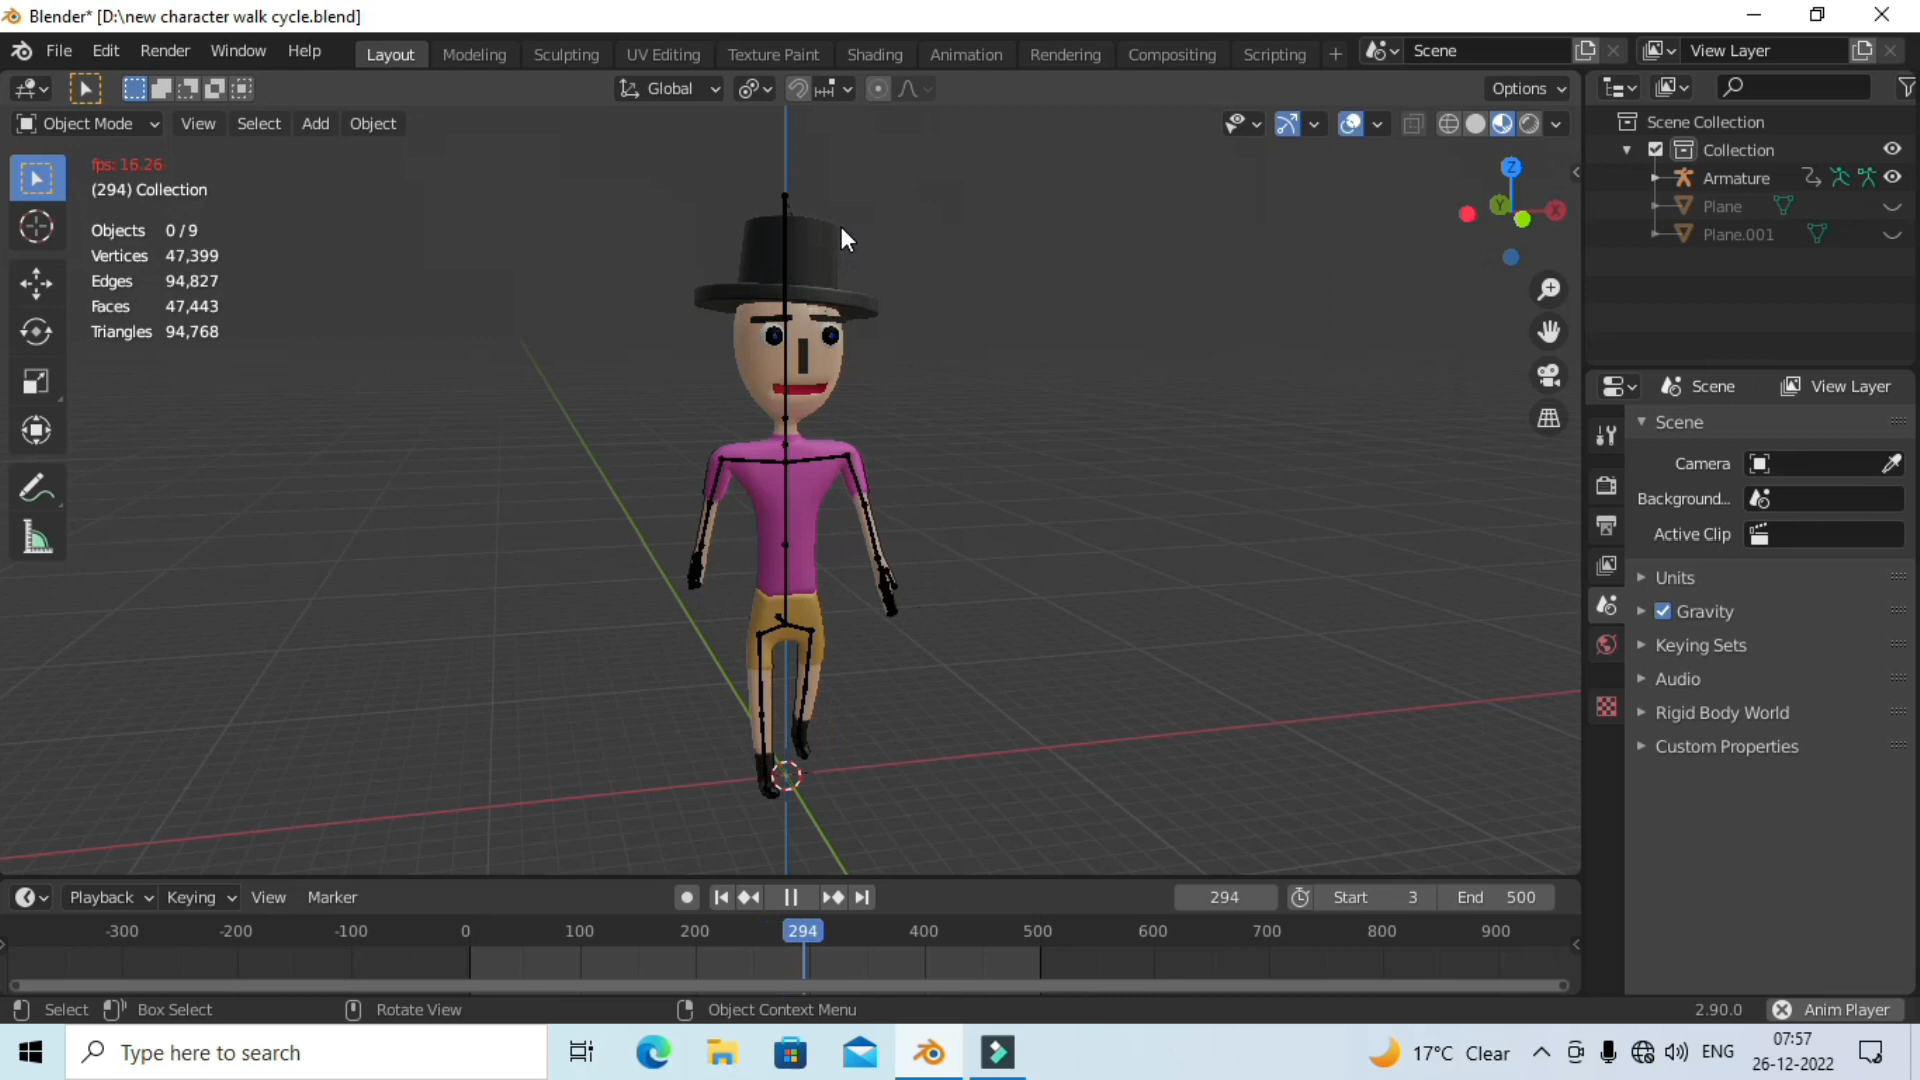 Blender* [D:\new character walk cycle.blend]
File Edit Render Window Help Layout Modeling Sculpting UV Editing Texture Paint Shading Animation Rendering Compositing Scripting + Scene View Layer
Global Options
Object Mode View Select Add Object
Scene Collection
Collection
Armature
Plane
Plane.001
fps: 16.26
(294) Collection
Objects 0 / 9
Vertices 47,399
Edges 94,827
Faces 47,443
Triangles 94,768
Z
Y
X
Scene View Layer
Scene
Camera
Background...
Active Clip
Units
Gravity
Keying Sets
Audio
Rigid Body World
Custom Properties
Playback Keying View Marker 294 Start 3 End 500
-300 -200 -100 0 100 200 294 400 500 600 700 800 900
Select Box Select Rotate View Object Context Menu 2.90.0 Anim Player
Type here to search 17°C Clear ENG 07:57
26-12-2022